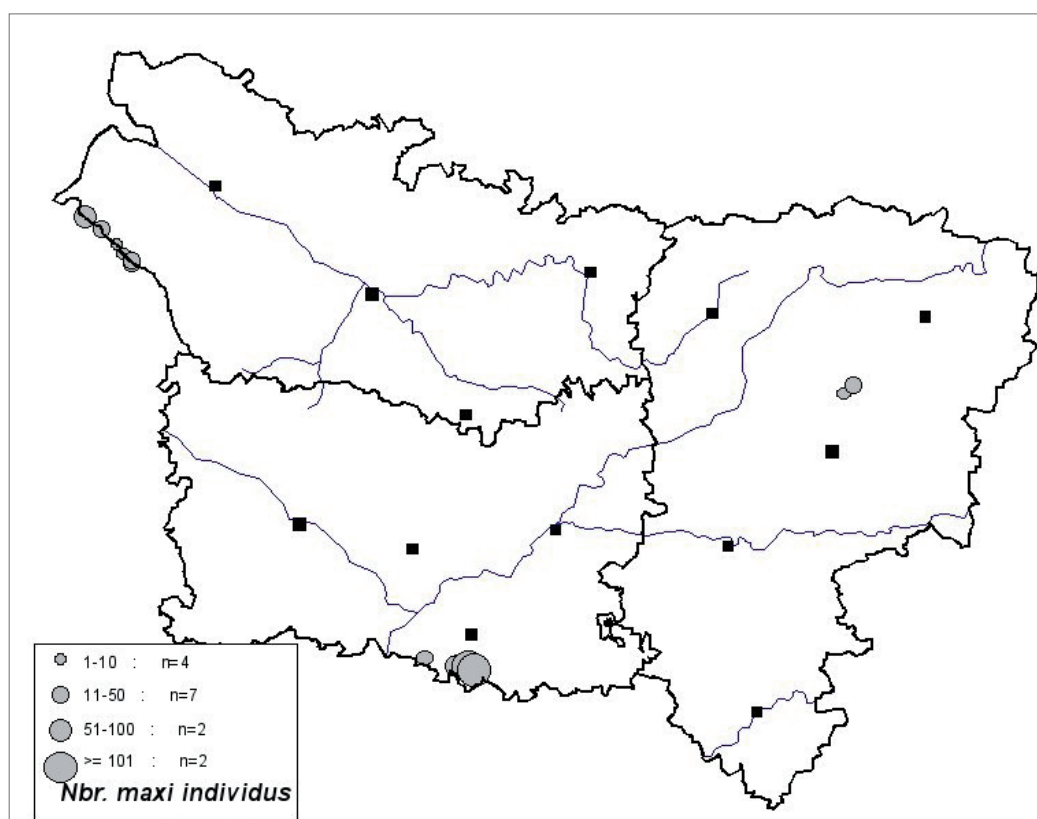 1-10 : n=4
11-50 : n=7
51-100 : n=2
>= 101 : n=2
Nbr. maxi individus